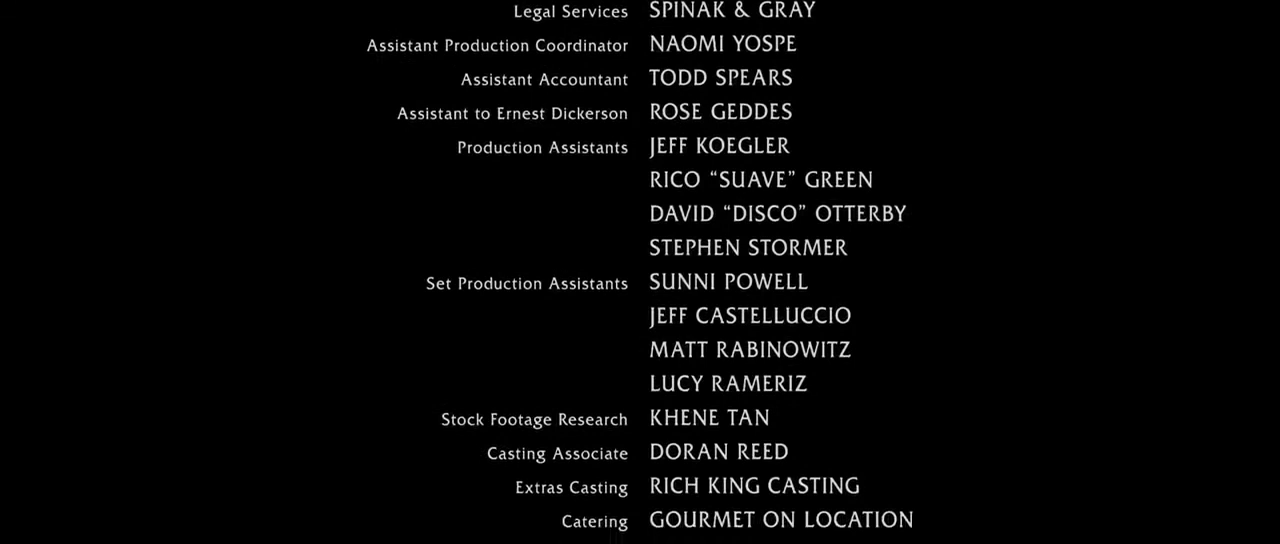 Legal Services SPINAK & GRAY
Assistant Production Coordinator NAOMI YOSPE
Assistant Accountant TODD SPEARS
Assistant to Ernest Dickerson ROSE GEDDES
Production Assistants JEFF KOEGLER
RICO “SUAVE” GREEN
DAVID “DISCO” OTTERBY
STEPHEN STORMER
Set Production Assistants SUNNI POWELL
JEFF CASTELLUCCIO
MATT RABINOWITZ
LUCY RAMERIZ
Stock Footage Research KHENE TAN
Casting Associate DORAN REED
Extras Casting RICH KING CASTING
Catering GOURMET ON LOCATION